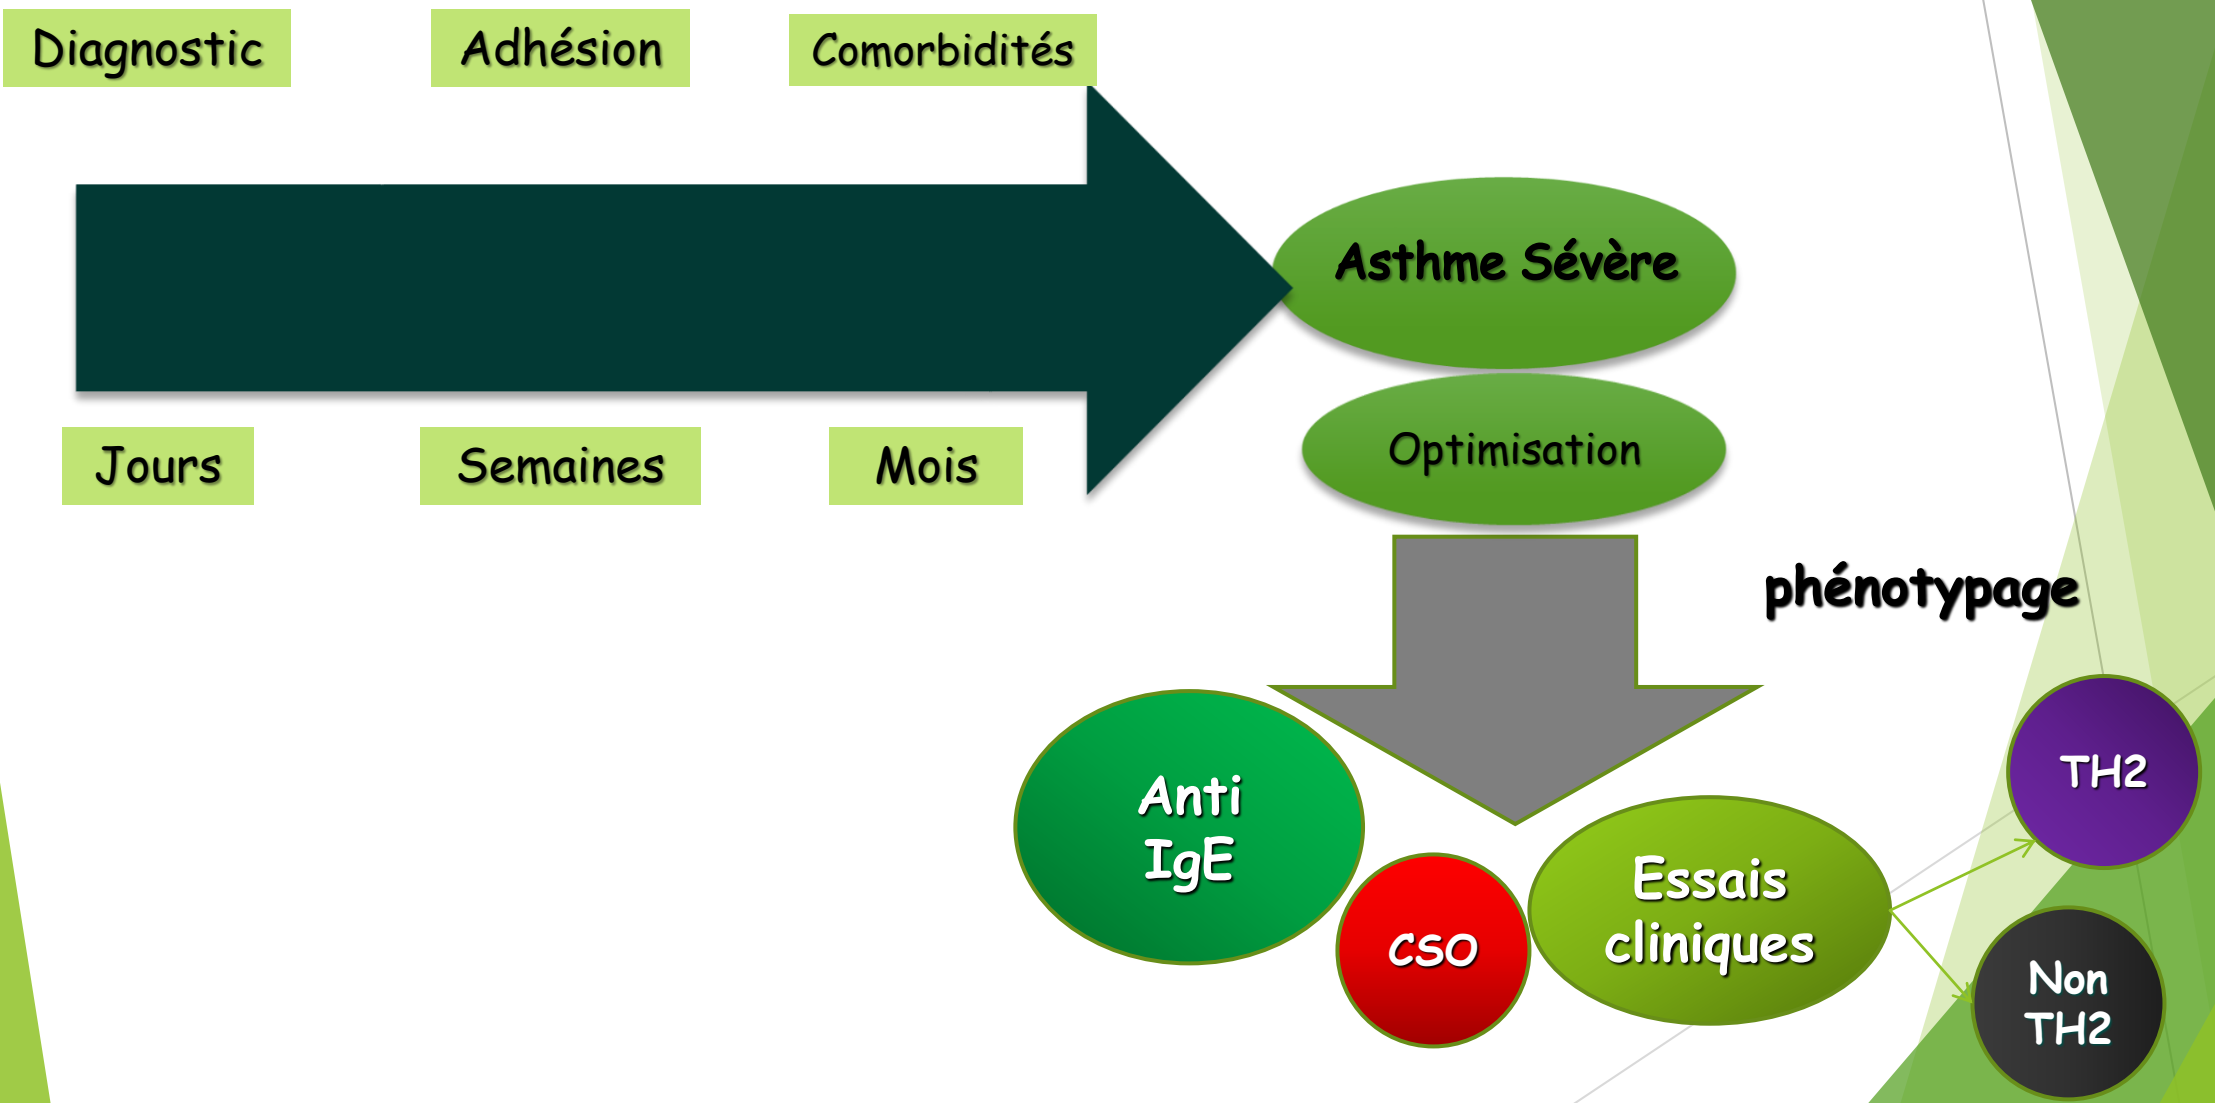 Diagnostic
Adhésion
Comorbidités
Asthme Sévère
Jours
Semaines
Mois
Optimisation
phénotypage
Anti
IgE
CSO
Essais
cliniques
TH2
Non
TH2